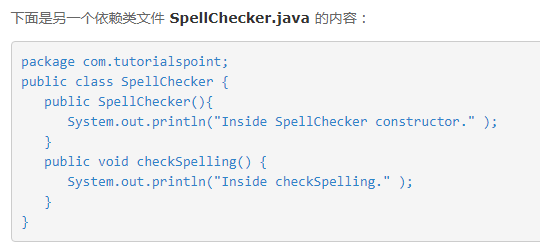 下面是另一个依赖类文件 SpellChecker.java 的内容：
package com.tutorialspoint;
public class SpellChecker {
   public SpellChecker(){
      System.out.println("Inside SpellChecker constructor." );
   }
   public void checkSpelling() {
      System.out.println("Inside checkSpelling." );
   }
}